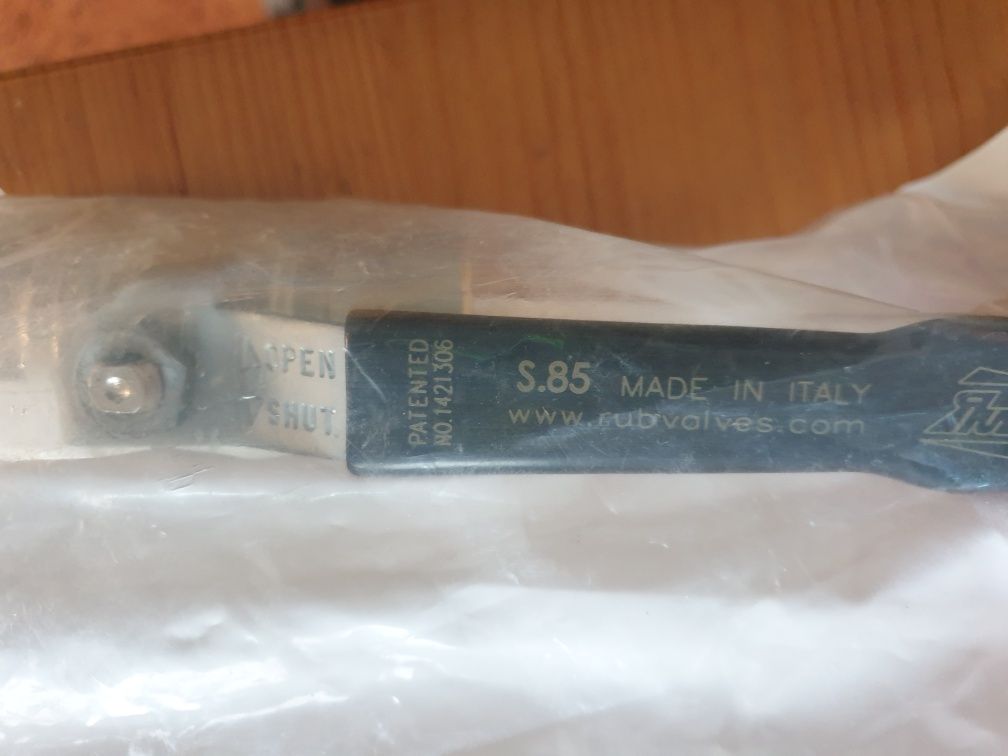 OPEN
SHUT
PATENTED
NO.1421306
S.85 MADE IN ITALY
www.rubvalves.com